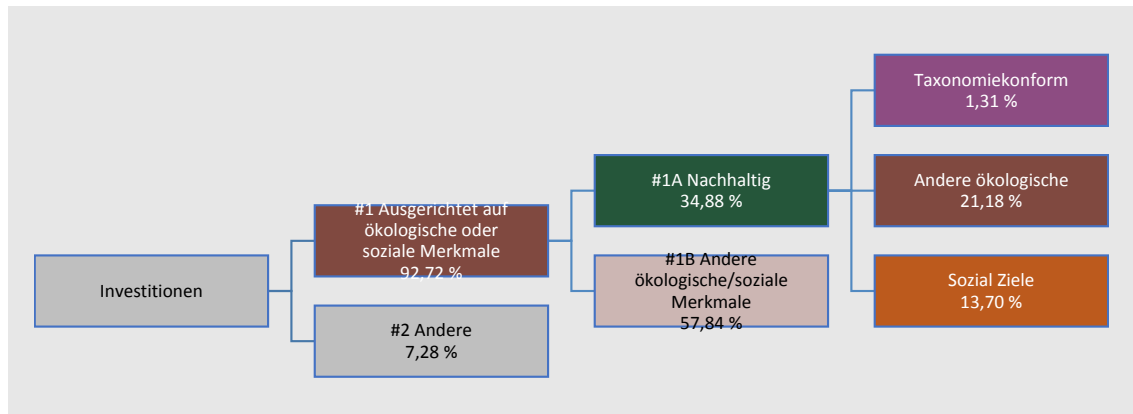 Investitionen
#1 Ausgerichtet auf
ökologische oder
soziale Merkmale
92,72 %
#2 Andere
7,28 %
#1A Nachhaltig
34,88 %
#1B Andere
ökologische/soziale
Merkmale
57,84 %
Taxonomiekonform
1,31 %
Andere ökologische
21,18 %
Sozial Ziele
13,70 %